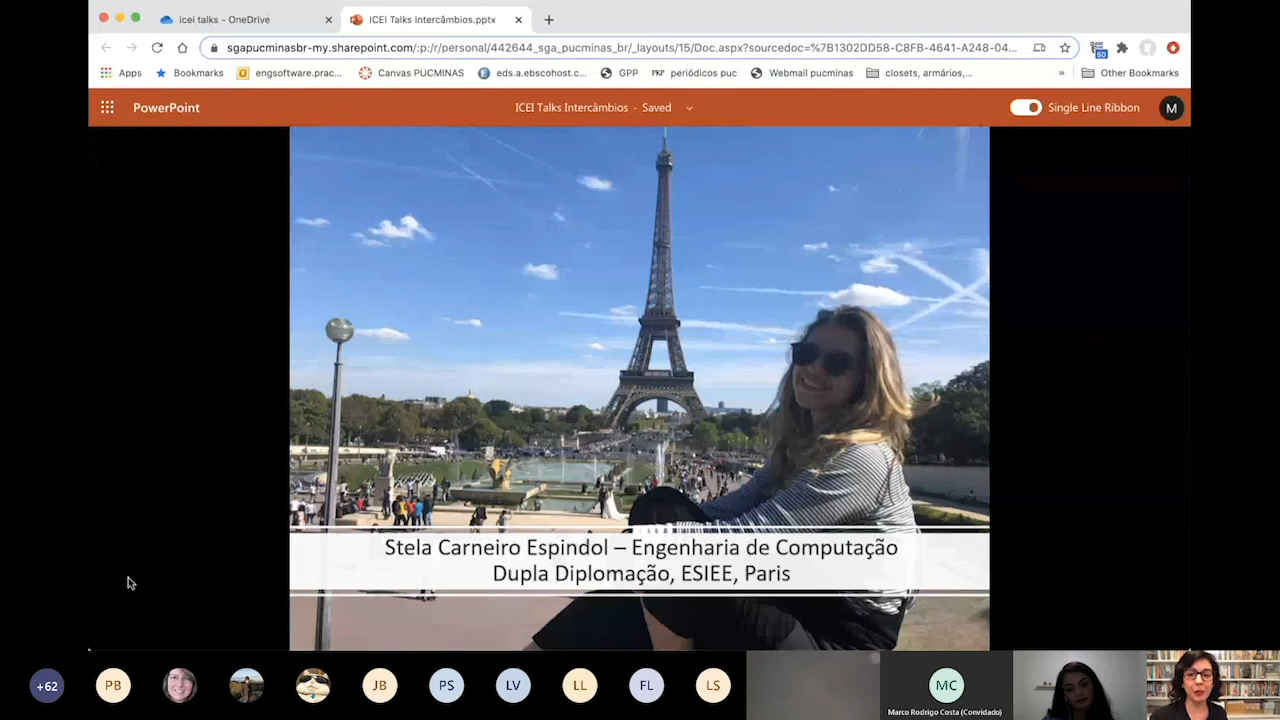 icei talks - OneDrive
ICEI Talks Intercâmbios.pptx
sgapucminasbr-my.sharepoint.com/:p:/r/personal/442644_sga_pucminas_br/_layouts/15/Doc.aspx?sourcedoc=%7B1302DD58-C8FB-4641-A248-04...
50
Apps
Bookmarks
engsoftware.prac...
Canvas PUCMINAS
eds.a.ebscohost.c...
GPP
PKP periódicos puc
Webmail pucminas
closets, armários,...
»
Other Bookmarks
PowerPoint
ICEI Talks Intercâmbios - Saved
Single Line Ribbon
M
Stela Carneiro Espindol – Engenharia de Computação
Dupla Diplomação, ESIEE, Paris
+62
PB
JB
PS
LV
LL
FL
LS
MC
Marco Rodrigo Costa (Convidado)